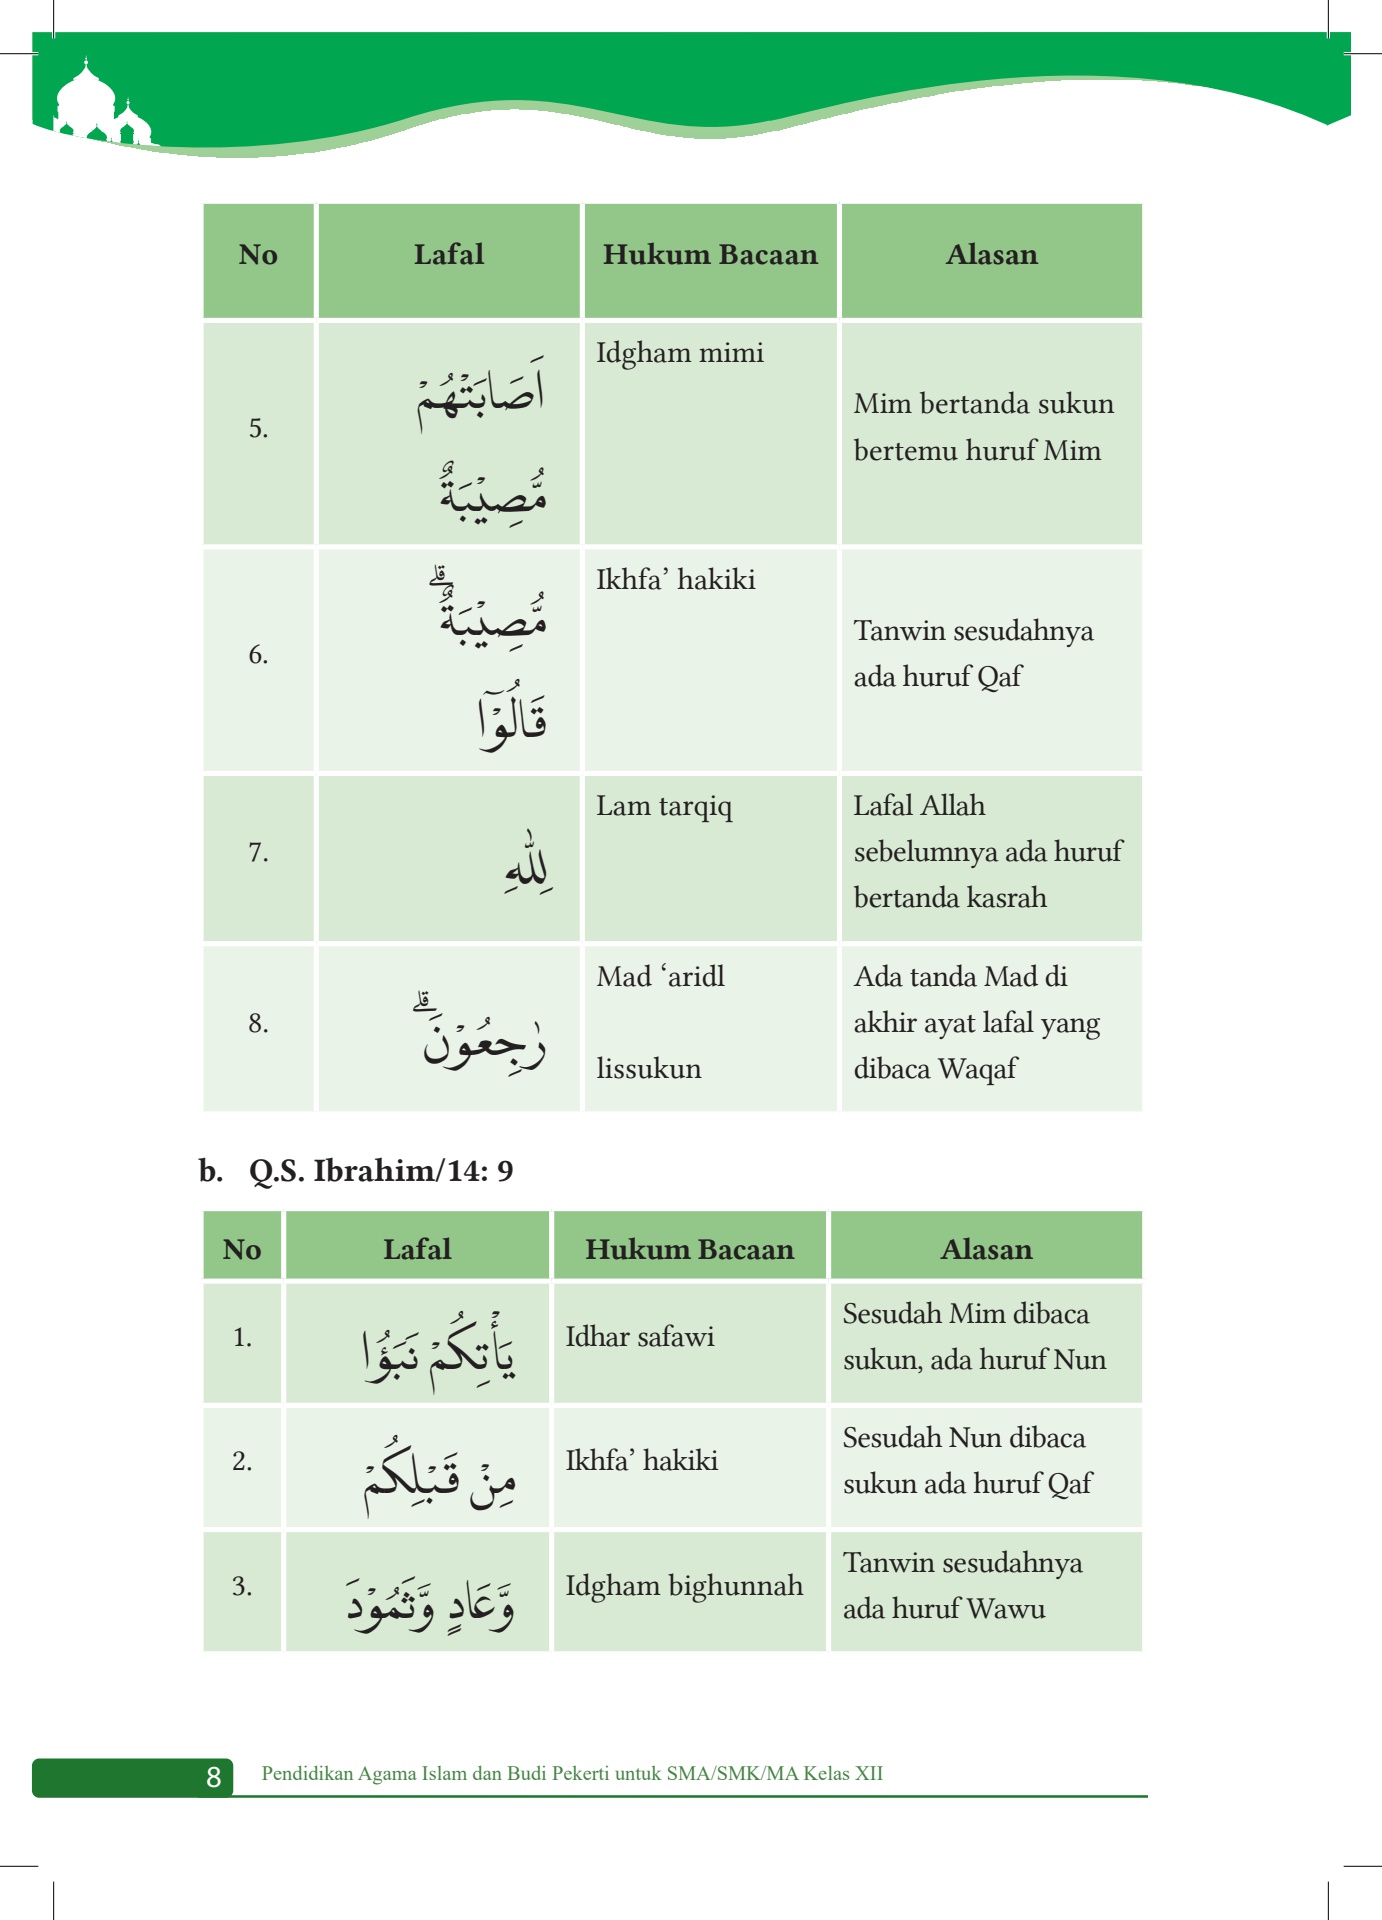 No Lafal Hukum Bacaan Alasan
5.
اَصَابَتْهُمْ
مُّصِيْبَةٌ
Idgham mimi
Mim bertanda sukun
bertemu huruf Mim
6.
مُّصِيْبَةٌ ۗ
قَالُوْٓا
Ikhfa’ hakiki
Tanwin sesudahnya
ada huruf Qaf
7.
لِلّٰهِ
Lam tarqiq
Lafal Allah
sebelumnya ada huruf
bertanda kasrah
8.
رٰجِعُوْنَۗ
Mad ‘aridl
lissukun
Ada tanda Mad di
akhir ayat lafal yang
dibaca Waqaf
b. Q.S. Ibrahim/14: 9
No Lafal Hukum Bacaan Alasan
1.
يَأْتِكُمْ نَبَؤُا
Idhar safawi
Sesudah Mim dibaca
sukun, ada huruf Nun
2.
مِنْ قَبْلِكُمْ
Ikhfa’ hakiki
Sesudah Nun dibaca
sukun ada huruf Qaf
3.
وَّعَادٍ وَّثَمُوْدَ
Idgham bighunnah
Tanwin sesudahnya
ada huruf Wawu
8 Pendidikan Agama Islam dan Budi Pekerti untuk SMA/SMK/MA Kelas XII